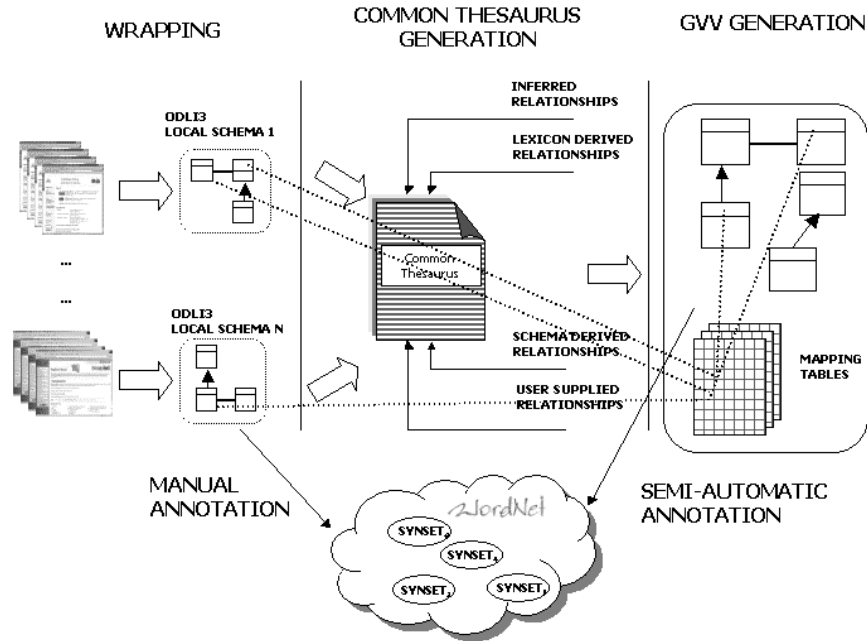 WRAPPING
COMMON THESAURUS
GENERATION
GVV GENERATION
ODLI3
LOCAL SCHEMA 1
INFERRED
RELATIONSHIPS
LEXICON DERIVED
RELATIONSHIPS
Common
Thesaurus
...
...
ODLI3
LOCAL SCHEMA N
SCHEMA DERIVED
RELATIONSHIPS
USER SUPPLIED
RELATIONSHIPS
MAPPING
TABLES
MANUAL
ANNOTATION
SEMI-AUTOMATIC
ANNOTATION
WordNet
SYNSET
SYNSET
SYNSET
SYNSET